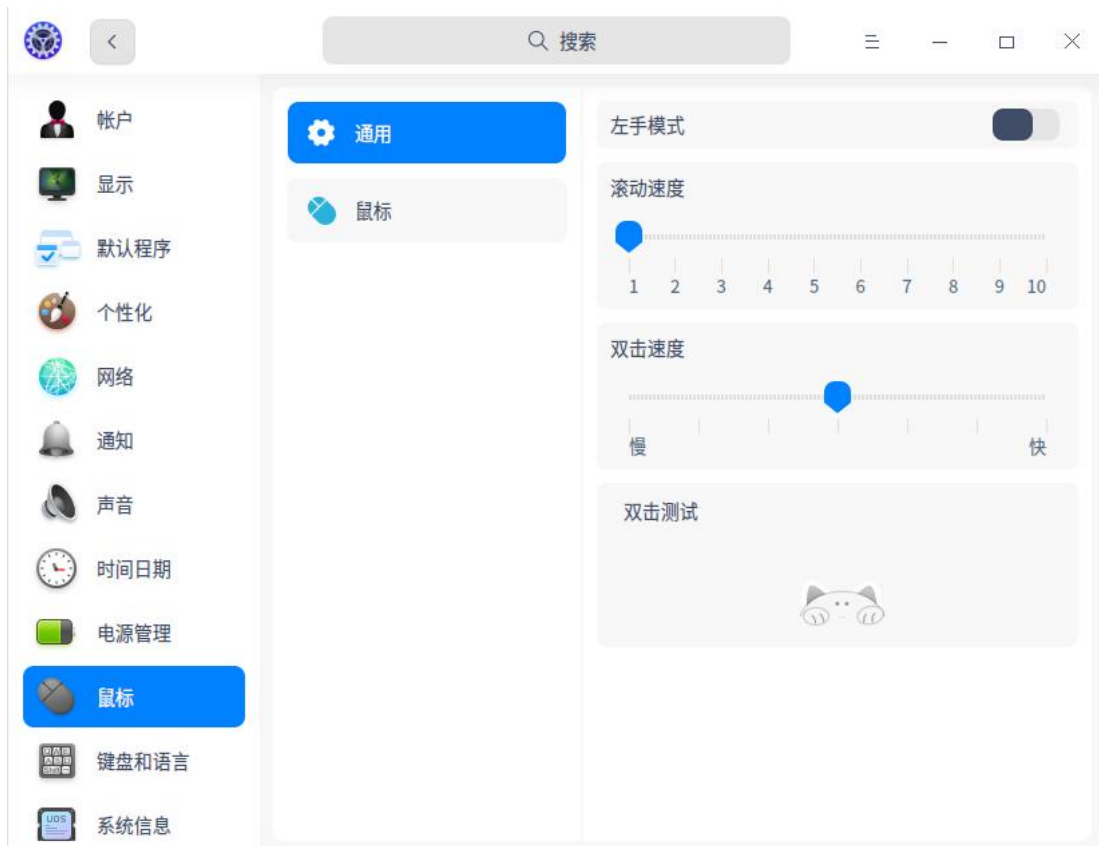 搜索
帐户
显示
默认程序
个性化
网络
通知
声音
时间日期
电源管理
鼠标
键盘和语言
UOS 系统信息
通用
鼠标
左手模式
滚动速度
1 2 3 4 5 6 7 8 9 10
双击速度
慢 快
双击测试